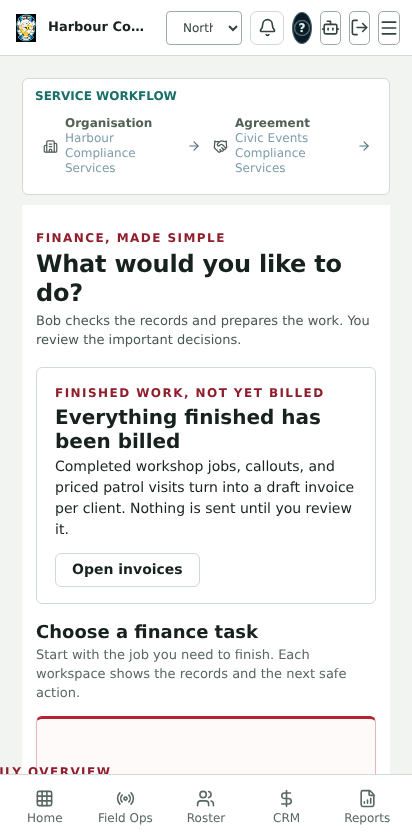 Harbour Co...
North
?
SERVICE WORKFLOW
Organisation
Harbour
Compliance
Services
Agreement
Civic Events
Compliance
Services
FINANCE, MADE SIMPLE
What would you like to
do?
Bob checks the records and prepares the work. You
review the important decisions.
FINISHED WORK, NOT YET BILLED
Everything finished has
been billed
Completed workshop jobs, callouts, and
priced patrol visits turn into a draft invoice
per client. Nothing is sent until you review
it.
Open invoices
Choose a finance task
Start with the job you need to finish. Each
workspace shows the records and the next safe
action.
OVERVIEW
Home
Field Ops
Roster
CRM
Reports